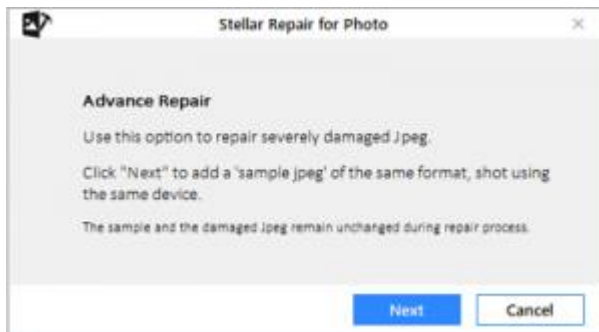 Stellar Repair for Photo
Advance Repair
Use this option to repair severely damaged Jpeg.
Click "Next" to add a 'sample jpeg' of the same format, shot using
the same device.
The sample and the damaged Jpeg remain unchanged during repair process.
Next Cancel